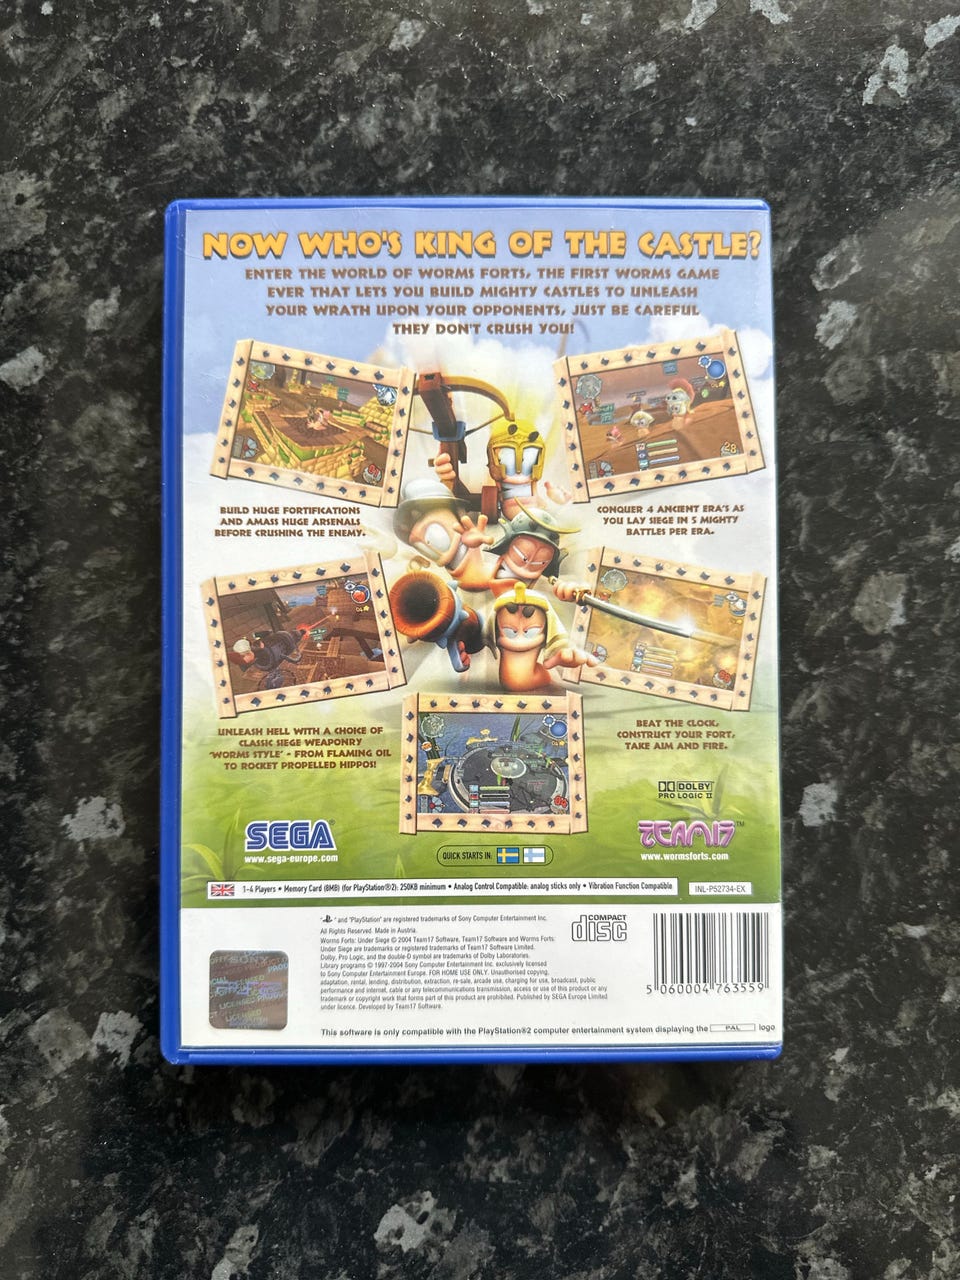 NOW WHO'S KING OF THE CASTLE?
ENTER THE WORLD OF WORMS FORTS, THE FIRST WORMS GAME
EVER THAT LETS YOU BUILD MIGHTY CASTLES TO UNLEASH
YOUR WRATH UPON YOUR OPPONENTS, JUST BE CAREFUL
THEY DON'T CRUSH YOU!
BUILD HUGE FORTIFICATIONS
AND AMASS HUGE ARSENALS
BEFORE CRUSHING THE ENEMY.
CONQUER 4 ANCIENT ERA'S AS
YOU LAY SIEGE IN 5 MIGHTY
BATTLES PER ERA.
UNLEASH HELL WITH A CHOICE OF
CLASSIC SIEGE WEAPONRY
'WORMS STYLE' - FROM FLAMING OIL
TO ROCKET PROPELLED HIPPOS!
BEAT THE CLOCK,
CONSTRUCT YOUR FORT,
TAKE AIM AND FIRE.
DOLBY
PRO LOGIC II
SEGA®
www.sega-europe.com
QUICK STARTS IN:
TEAM17™
www.wormsforts.com
1-4 Players • Memory Card (8MB) (for PlayStation®2): 250KB minimum • Analog Control Compatible: analog sticks only • Vibration Function Compatible
INL-P52734-EX
" " and "PlayStation" are registered trademarks of Sony Computer Entertainment Inc.
All Rights Reserved. Made in Austria.
Worms Forts: Under Siege © 2004 Team17 Software. Team17 Software and Worms Forts:
Under Siege are trademarks or registered trademarks of Team17 Software Limited.
Dolby, Pro Logic, and the double-D symbol are trademarks of Dolby Laboratories.
Library programs © 1997-2004 Sony Computer Entertainment Inc. exclusively licensed
to Sony Computer Entertainment Europe. FOR HOME USE ONLY. Unauthorised copying,
adaptation, rental, lending, distribution, extraction, re-sale, arcade use, charging for use, broadcast, public
performance and internet, cable or any telecommunications transmission, access or use of this product or any
trademark or copyright work that forms part of this product are prohibited. Published by SEGA Europe Limited
under licence. Developed by Team17 Software.
COMPACT
disc
5 060004 763559
This software is only compatible with the PlayStation®2 computer entertainment system displaying the PAL logo